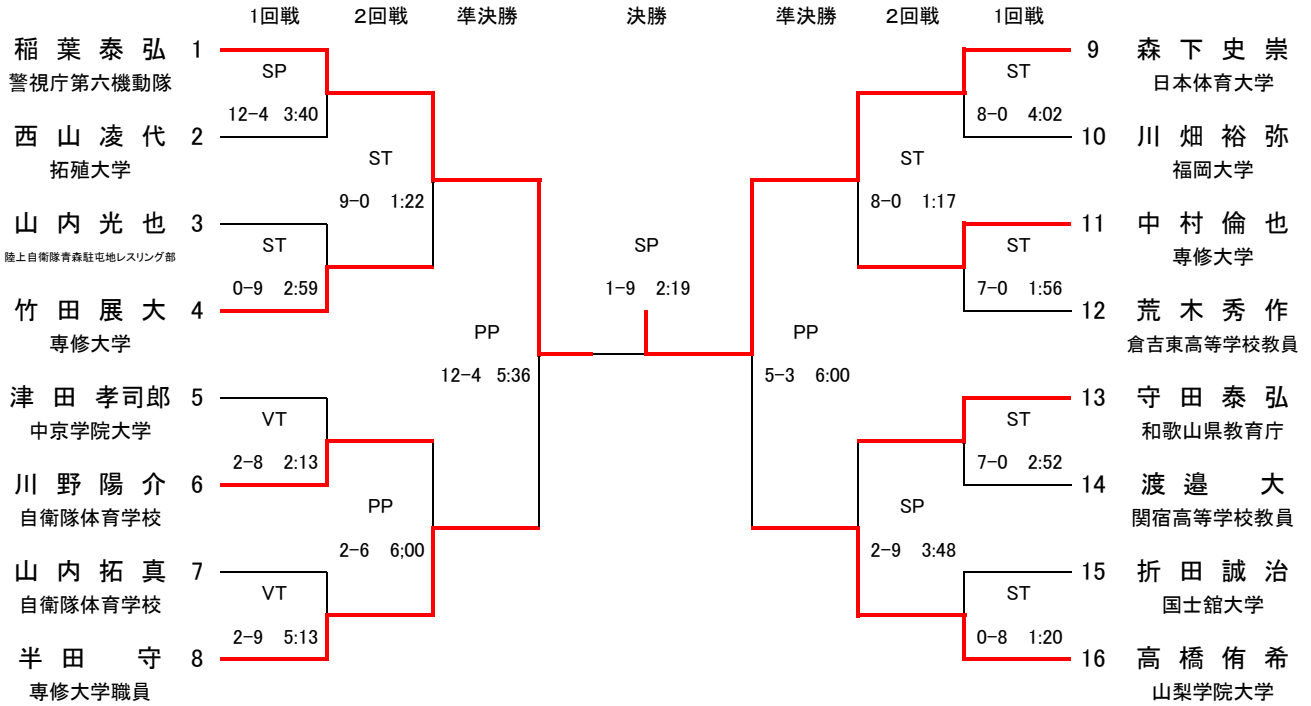 1回戦 2回戦 準決勝 決勝 準決勝 2回戦 1回戦
稲葉泰弘 1
警視庁第六機動隊
SP
12-4 3:40
西山凌代 2
拓殖大学
ST
9-0 1:22
山内光也 3
陸上自衛隊青森駐屯地レスリング部
ST
0-9 2:59
竹田展大 4
専修大学
PP
12-4 5:36
津田孝司郎 5
中京学院大学
VT
2-8 2:13
川野陽介 6
自衛隊体育学校
PP
2-6 6;00
山内拓真 7
自衛隊体育学校
VT
2-9 5:13
半田守 8
専修大学職員
SP
1-9 2:19
9 森下史崇
日本体育大学
ST
8-0 4:02
10 川畑裕弥
福岡大学
ST
8-0 1:17
11 中村倫也
専修大学
ST
7-0 1:56
12 荒木秀作
倉吉東高等学校教員
PP
5-3 6:00
13 守田泰弘
和歌山県教育庁
ST
7-0 2:52
14 渡邉大
関宿高等学校教員
SP
2-9 3:48
15 折田誠治
国士舘大学
ST
0-8 1:20
16 高橋侑希
山梨学院大学